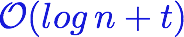 𝒪(log n + t)